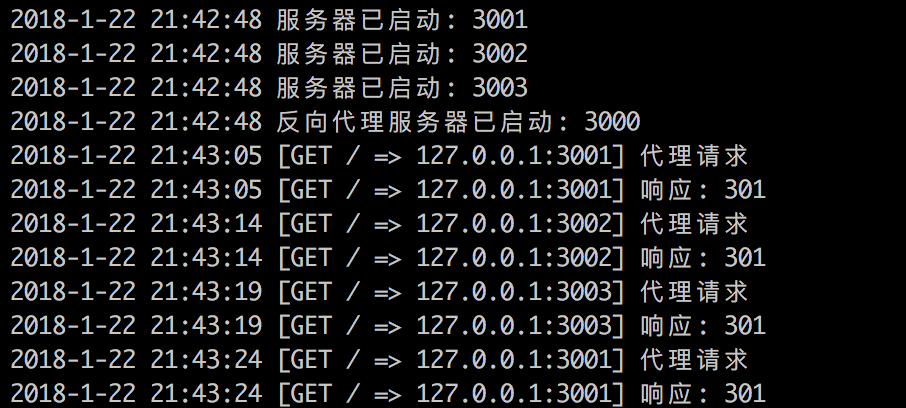 2018-1-22 21:42:48 服务器已启动: 3001
2018-1-22 21:42:48 服务器已启动: 3002
2018-1-22 21:42:48 服务器已启动: 3003
2018-1-22 21:42:48 反向代理服务器已启动: 3000
2018-1-22 21:43:05 [GET / => 127.0.0.1:3001] 代理请求
2018-1-22 21:43:05 [GET / => 127.0.0.1:3001] 响应: 301
2018-1-22 21:43:14 [GET / => 127.0.0.1:3002] 代理请求
2018-1-22 21:43:14 [GET / => 127.0.0.1:3002] 响应: 301
2018-1-22 21:43:19 [GET / => 127.0.0.1:3003] 代理请求
2018-1-22 21:43:19 [GET / => 127.0.0.1:3003] 响应: 301
2018-1-22 21:43:24 [GET / => 127.0.0.1:3001] 代理请求
2018-1-22 21:43:24 [GET / => 127.0.0.1:3001] 响应: 301